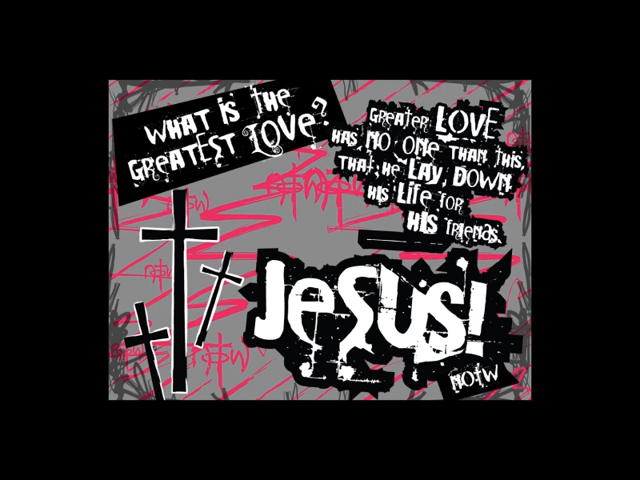 WHAT IS THE
GREATEST LOVE?
GREATER LOVE
HAS NO ONE THAN THIS,
THAT HE LAY DOWN
HIS LIFE FOR
HIS FRIENDS.
JESUS!
NOTW